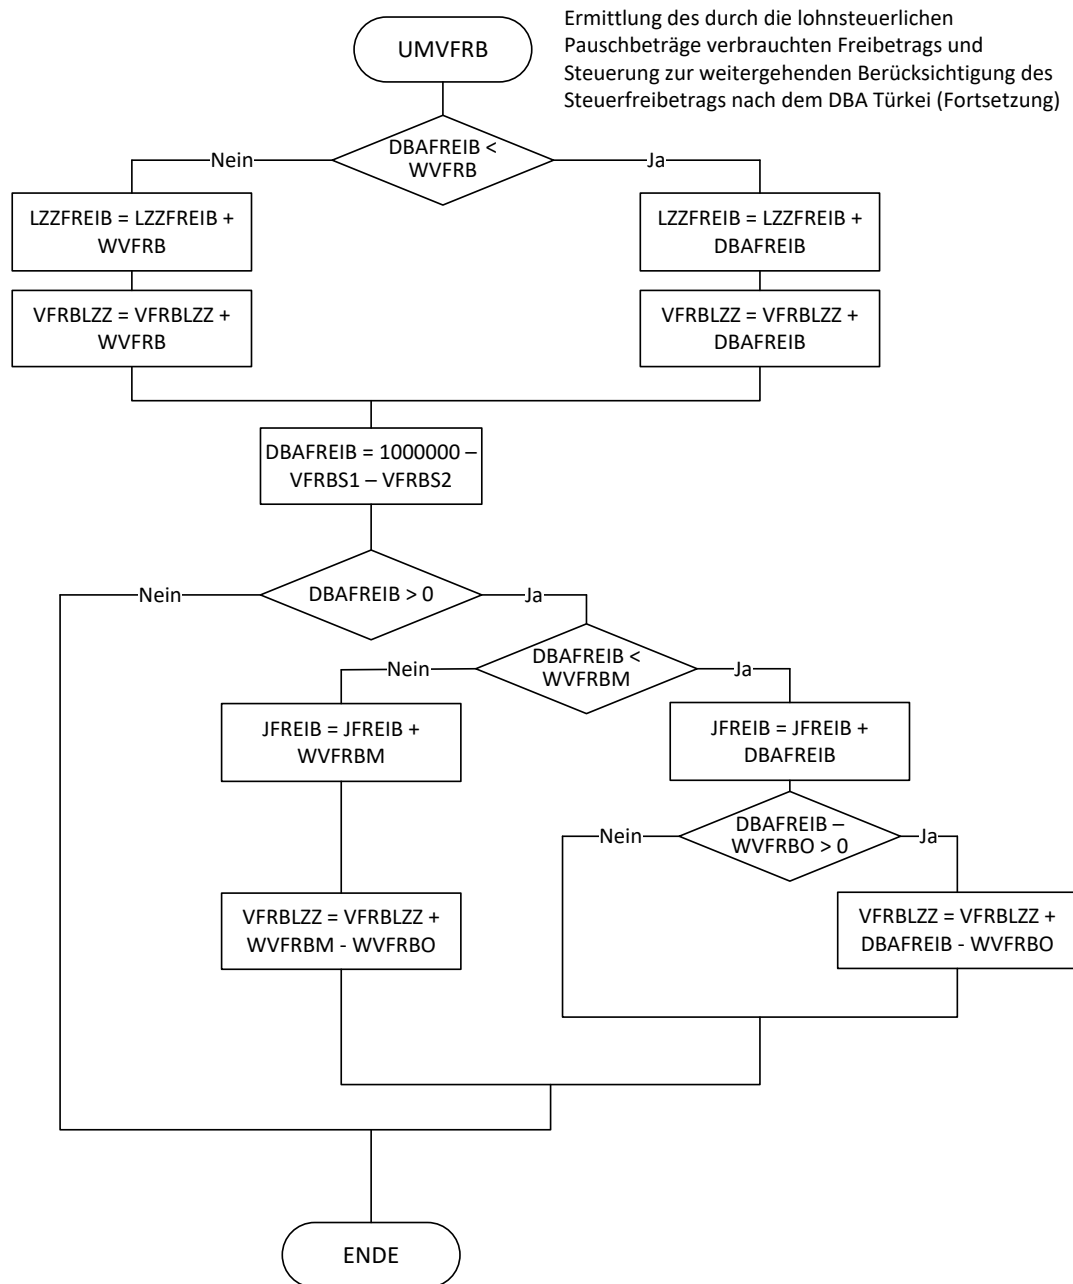 UMVFRB
Ermittlung des durch die lohnsteuerlichen
Pauschbeträge verbrauchten Freibetrags und
Steuerung zur weitergehenden Berücksichtigung des
Steuerfreibetrags nach dem DBA Türkei (Fortsetzung)
DBAFREIB <
WVFRB
Nein
Ja
LZZFREIB = LZZFREIB +
WVFRB
LZZFREIB = LZZFREIB +
DBAFREIB
VFRBLZZ = VFRBLZZ +
WVFRB
VFRBLZZ = VFRBLZZ +
DBAFREIB
DBAFREIB = 1000000 –
VFRBS1 – VFRBS2
Nein
DBAFREIB > 0
Ja
Nein
DBAFREIB <
WVFRBM
Ja
JFREIB = JFREIB +
WVFRBM
JFREIB = JFREIB +
DBAFREIB
Nein
DBAFREIB –
WVFRBO > 0
Ja
VFRBLZZ = VFRBLZZ +
WVFRBM - WVFRBO
VFRBLZZ = VFRBLZZ +
DBAFREIB - WVFRBO
ENDE